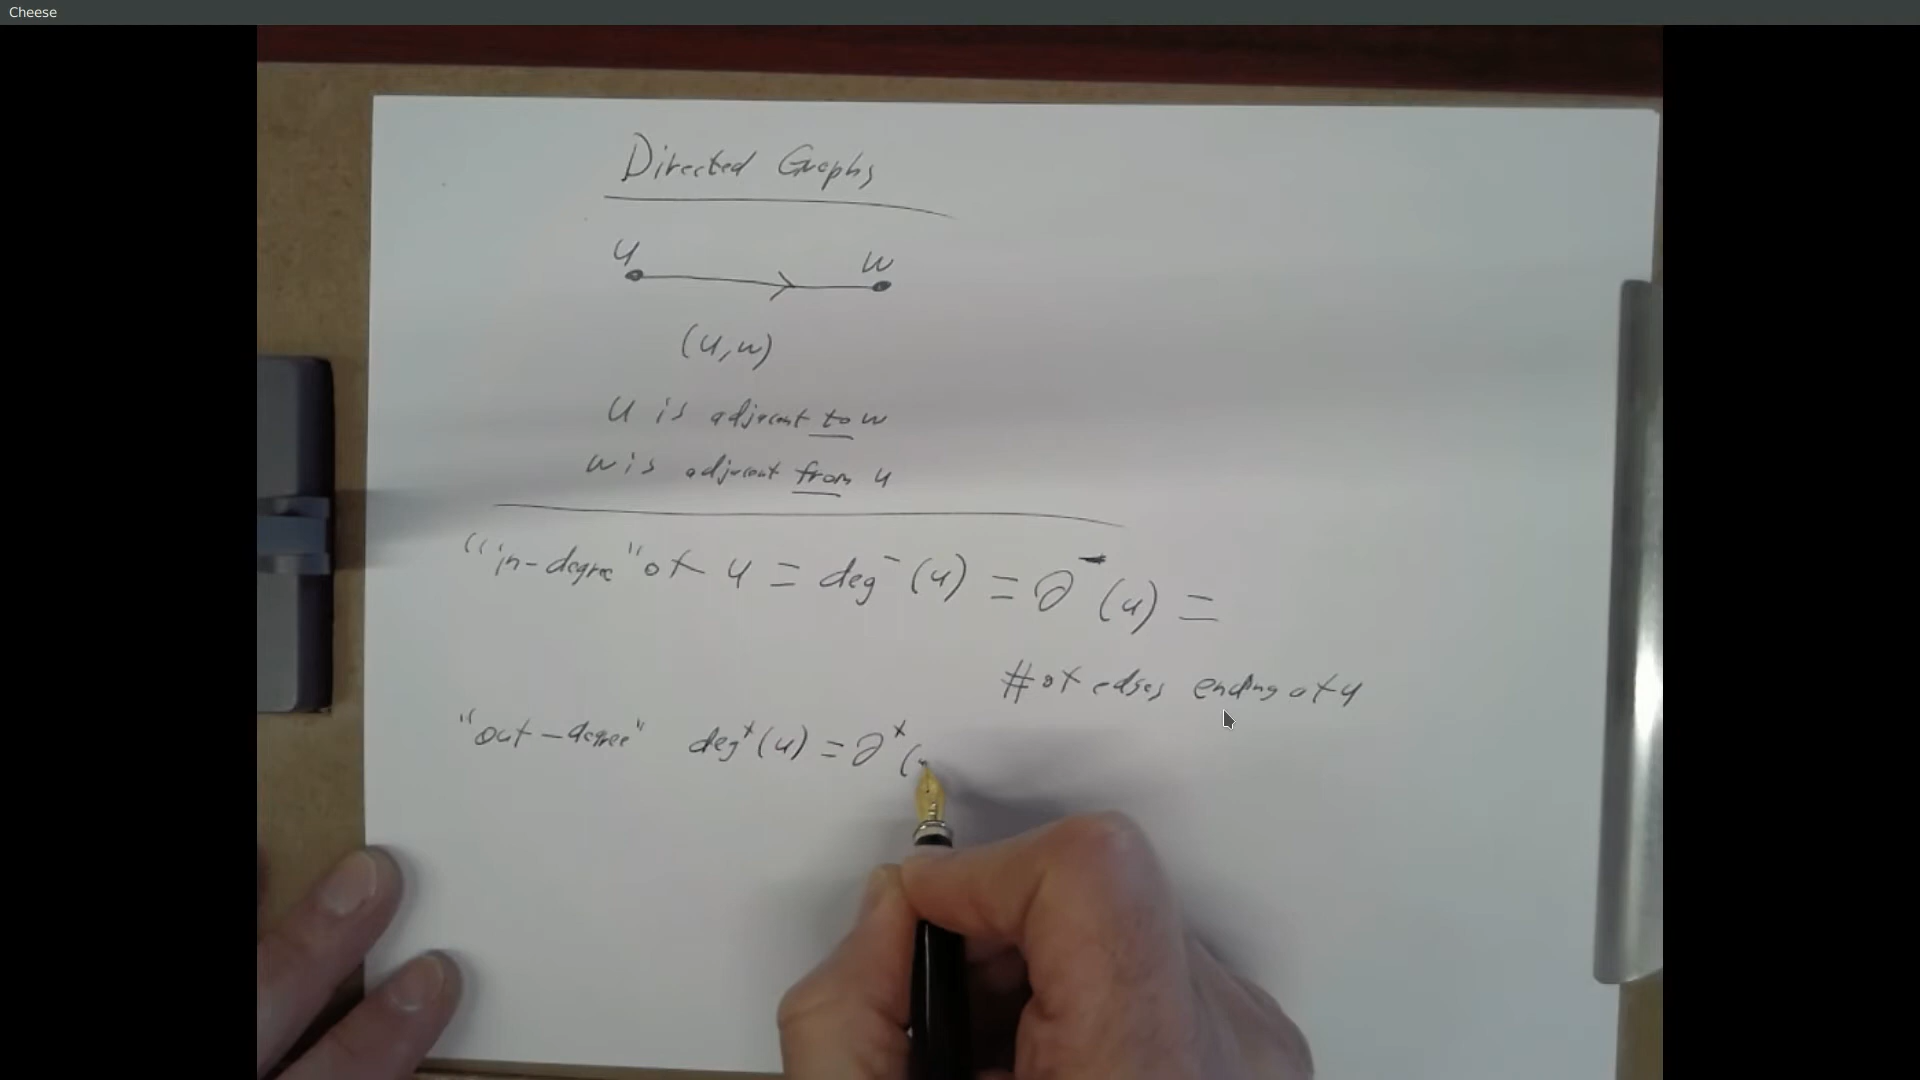 Cheese
Directed Graphs
u w
(u,w)
u is adjacent to w
w is adjacent from u
"in-degree" of u = deg⁻(u) = ∂⁻(u) =
# of edges ending at u
"out-degree" deg⁺(u) = ∂⁺(